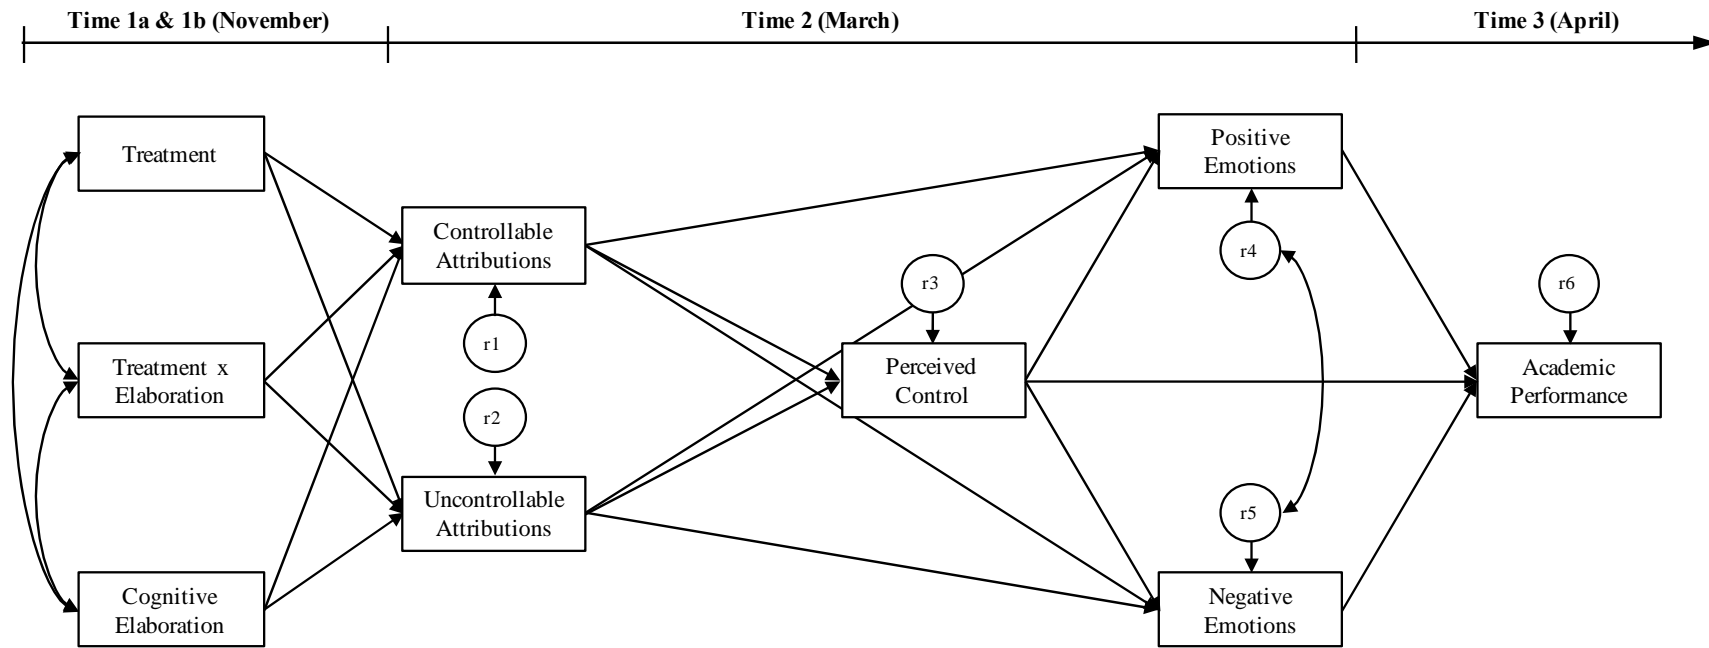 Time 1a & 1b (November)
Time 2 (March)
Time 3 (April)
Treatment
Treatment x
Elaboration
Cognitive
Elaboration
Controllable
Attributions
r1
r2
Uncontrollable
Attributions
r3
Perceived
Control
Positive
Emotions
r4
r5
Negative
Emotions
r6
Academic
Performance